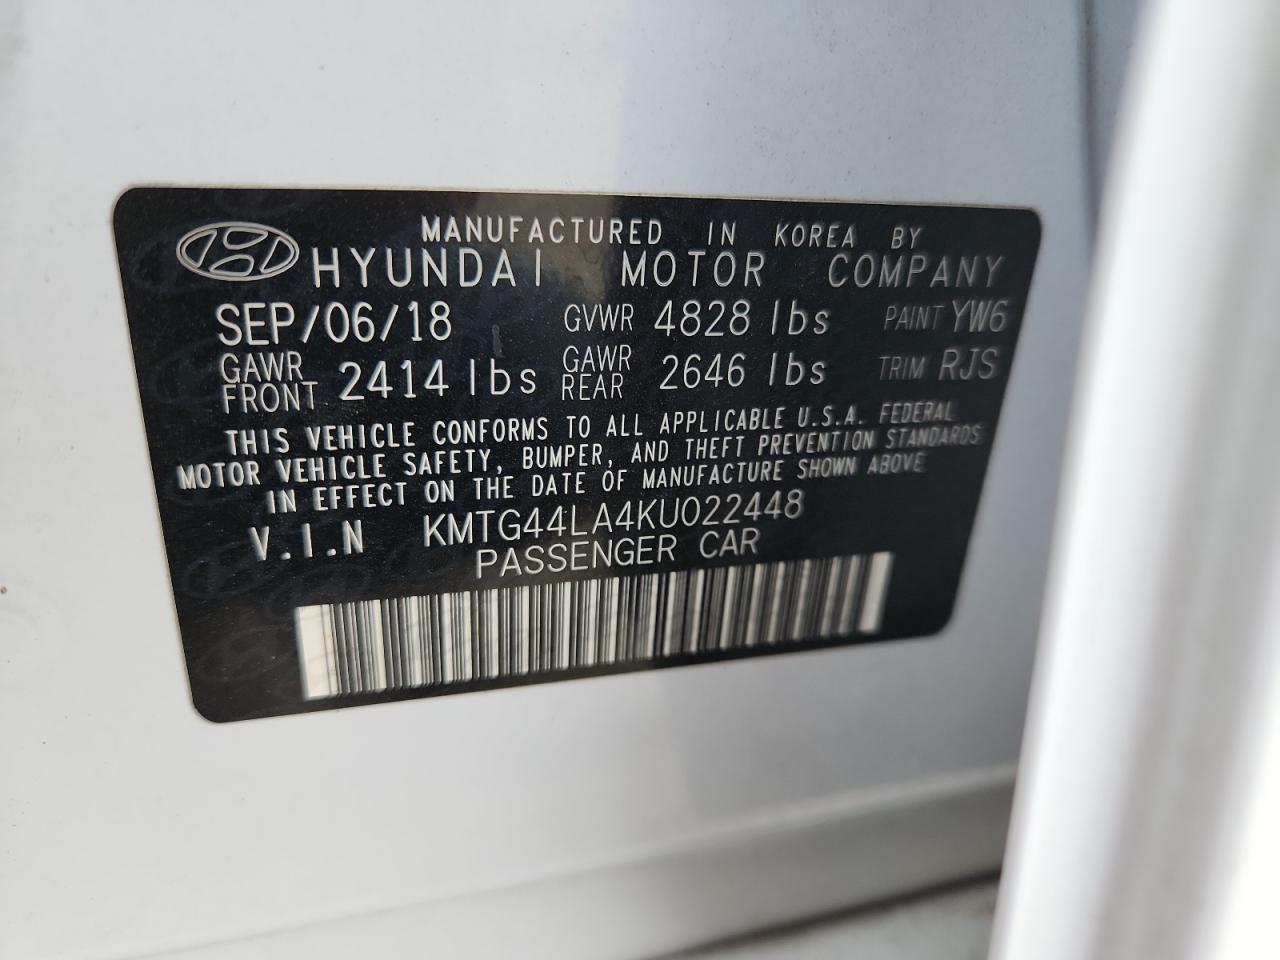 MANUFACTURED IN KOREA BY
HYUNDAI MOTOR COMPANY
SEP/06/18 GVWR 4828 lbs PAINT YW6
GAWR FRONT 2414 lbs GAWR REAR 2646 lbs TRIM RJS
THIS VEHICLE CONFORMS TO ALL APPLICABLE U.S.A. FEDERAL
MOTOR VEHICLE SAFETY, BUMPER, AND THEFT PREVENTION STANDARDS
IN EFFECT ON THE DATE OF MANUFACTURE SHOWN ABOVE
V.I.N KMTG44LA4KU022448
PASSENGER CAR